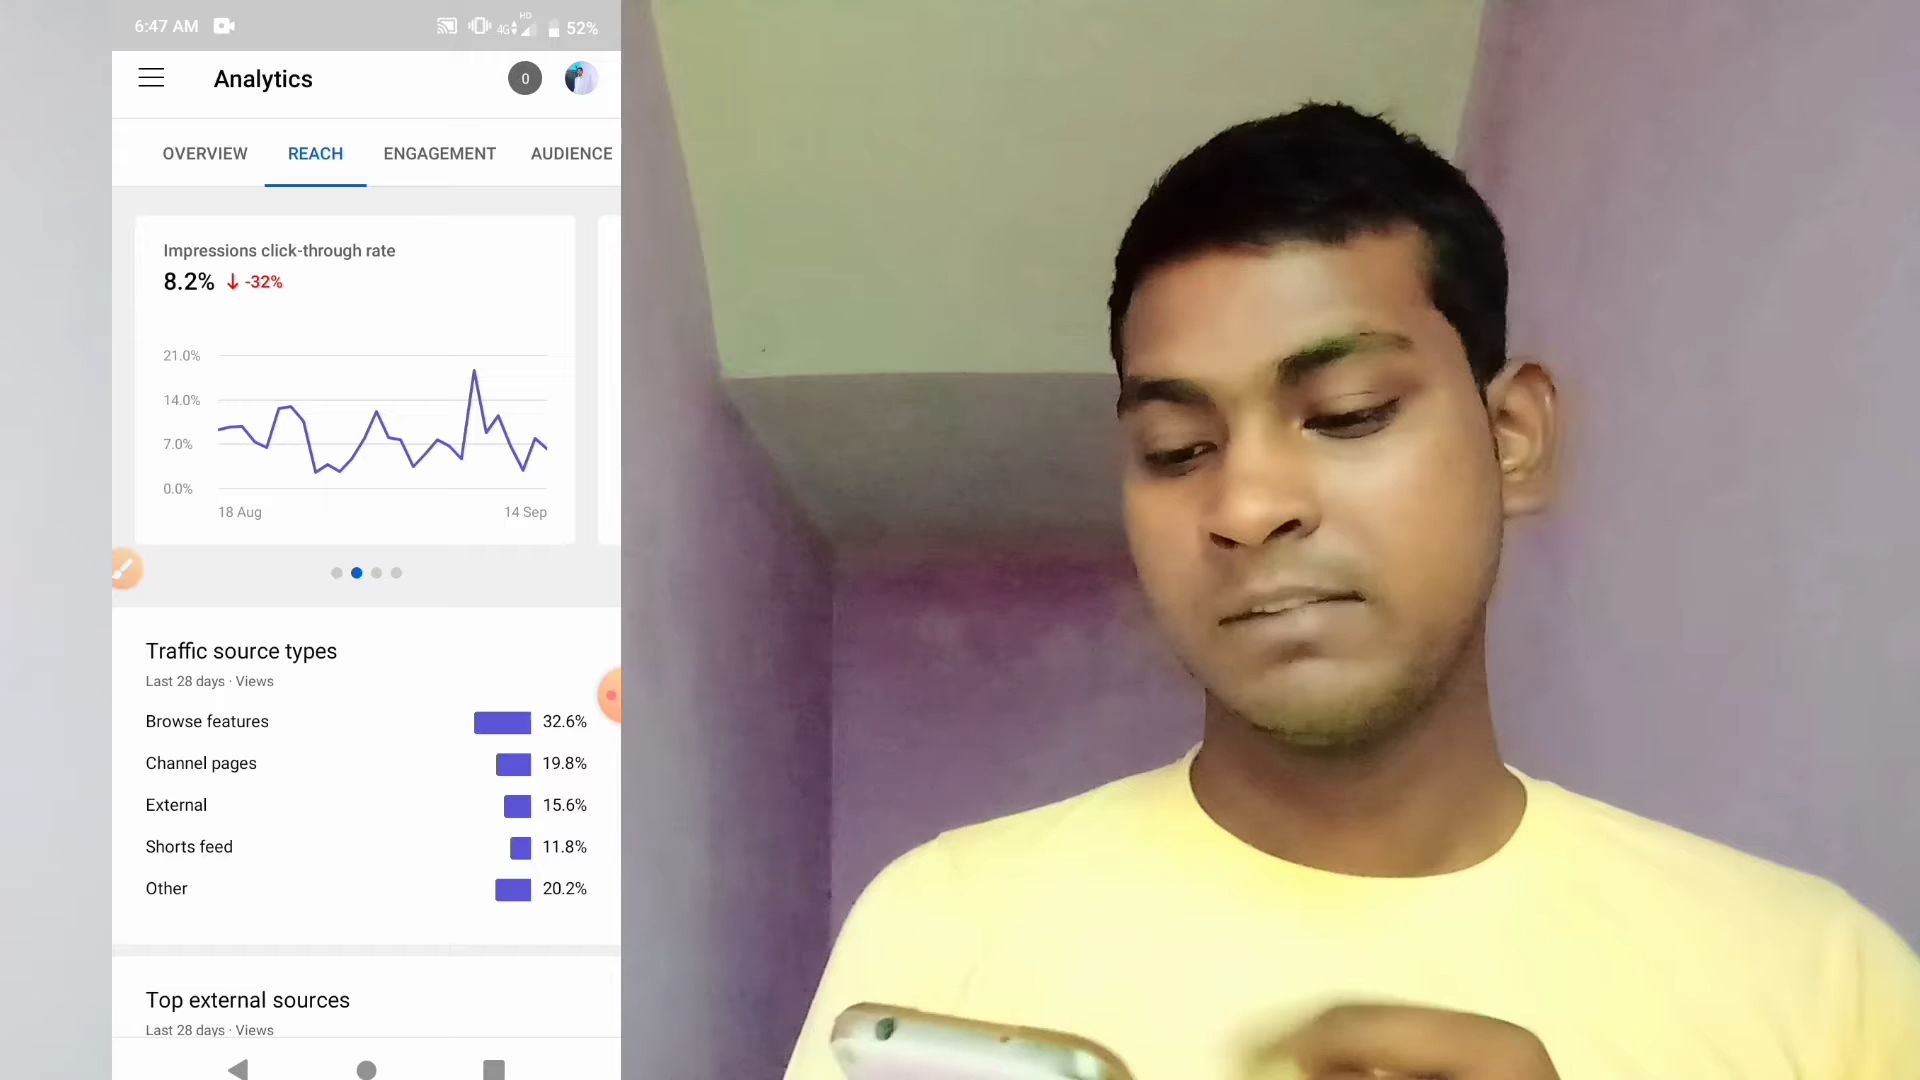 6:47 AM 4G HD 52%
Analytics 0
OVERVIEW REACH ENGAGEMENT AUDIENCE
Impressions click-through rate
8.2% ↓ -32%
21.0%
14.0%
7.0%
0.0%
18 Aug 14 Sep
Traffic source types
Last 28 days · Views
Browse features 32.6%
Channel pages 19.8%
External 15.6%
Shorts feed 11.8%
Other 20.2%
Top external sources
Last 28 days · Views